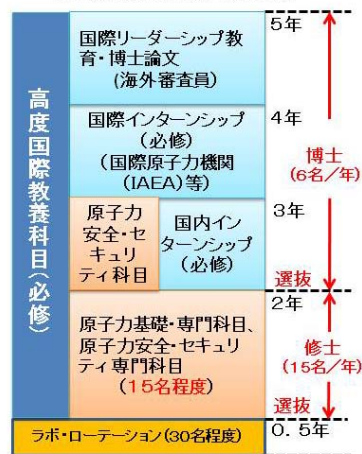 国際リーダーシップ教
育・博士論文
(海外審査員)
国際インターンシップ
(必修)
(国際原子力機関
(IAEA)等)
原子力
安全・セ
キュリ
ティ科目
国内イン
ターンシップ
(必修)
原子力基礎・専門科目、
原子力安全・セキュリ
ティ専門科目
(15名程度)
高度国際教養科目(必修)
ラボ・ローテーション(30名程度)
5年
4年
博士
(6名/年)
3年
選抜
2年
修士
(15名/年)
選抜
0.5年